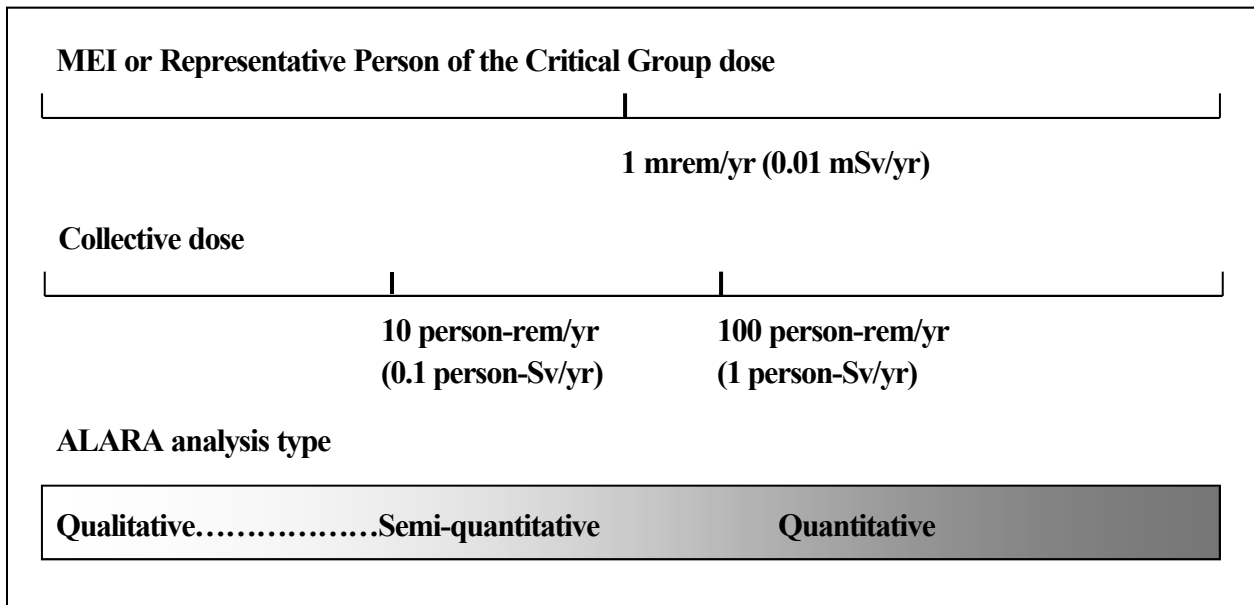 MEI or Representative Person of the Critical Group dose
1 mrem/yr (0.01 mSv/yr)
Collective dose
10 person-rem/yr 100 person-rem/yr
(0.1 person-Sv/yr) (1 person-Sv/yr)
ALARA analysis type
Qualitative………………Semi-quantitative Quantitative